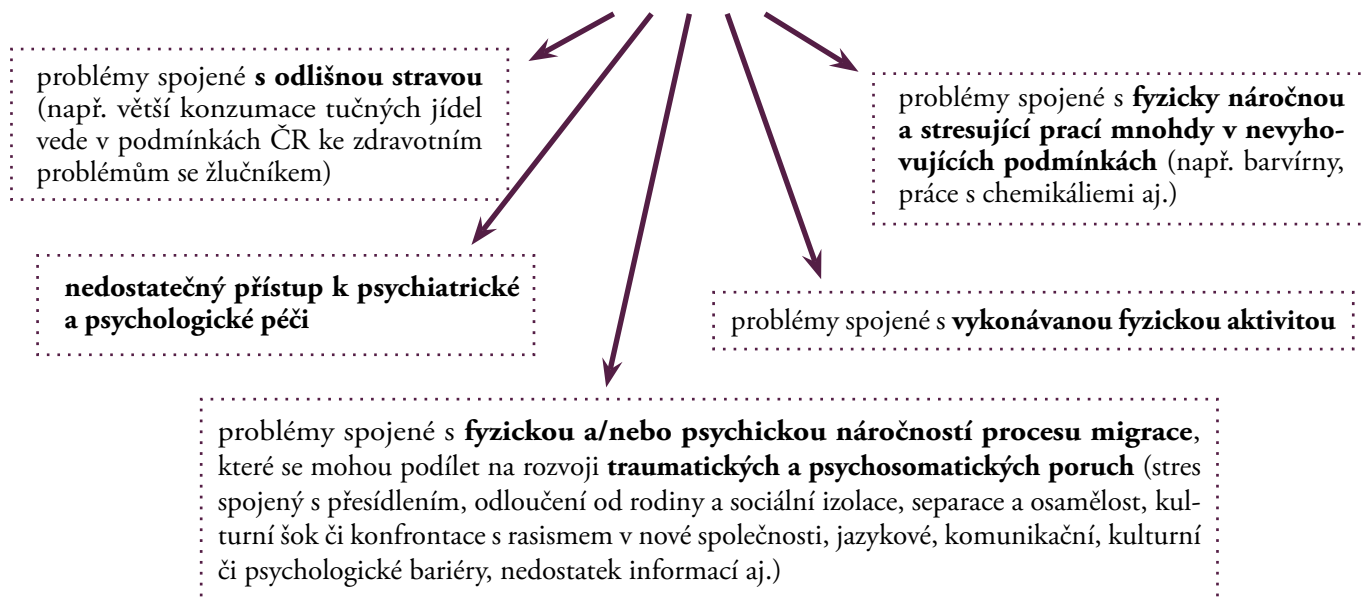 problémy spojené s odlišnou stravou
(např. větší konzumace tučných jídel
vede v podmínkách ČR ke zdravotním
problémům se žlučníkem)
problémy spojené s fyzicky náročnou
a stresující prací mnohdy v nevyho-
vujících podmínkách (např. barvírny,
práce s chemikáliemi aj.)
nedostatečný přístup k psychiatrické
a psychologické péči
problémy spojené s vykonávanou fyzickou aktivitou
problémy spojené s fyzickou a/nebo psychickou náročností procesu migrace,
které se mohou podílet na rozvoji traumatických a psychosomatických poruch (stres
spojený s přesídlením, odloučení od rodiny a sociální izolace, separace a osamělost, kul-
turní šok či konfrontace s rasismem v nové společnosti, jazykové, komunikační, kulturní
či psychologické bariéry, nedostatek informací aj.)